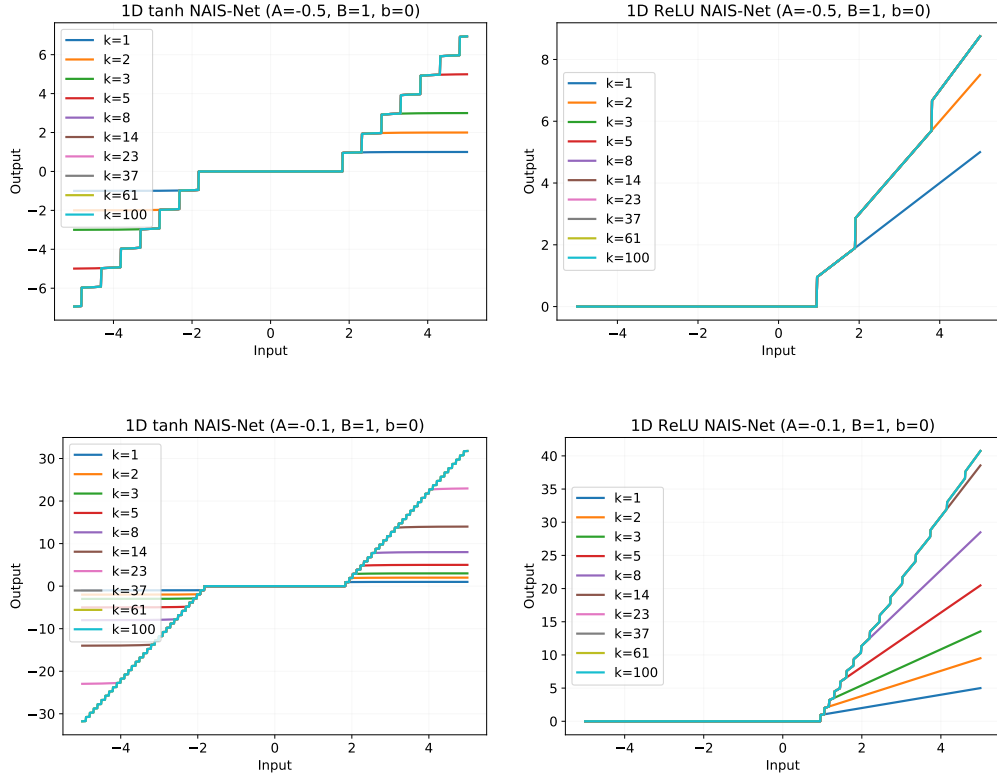 1D tanh NAIS-Net (A=-0.5, B=1, b=0)
k=1
k=2
k=3
k=5
k=8
k=14
k=23
k=37
k=61
k=100
6
4
2
0
−2
−4
−6
Output
−4
−2
0
2
4
Input
1D ReLU NAIS-Net (A=-0.5, B=1, b=0)
k=1
k=2
k=3
k=5
k=8
k=14
k=23
k=37
k=61
k=100
8
6
4
2
0
Output
−4
−2
0
2
4
Input
1D tanh NAIS-Net (A=-0.1, B=1, b=0)
k=1
k=2
k=3
k=5
k=8
k=14
k=23
k=37
k=61
k=100
30
20
10
0
−10
−20
−30
Output
−4
−2
0
2
4
Input
1D ReLU NAIS-Net (A=-0.1, B=1, b=0)
k=1
k=2
k=3
k=5
k=8
k=14
k=23
k=37
k=61
k=100
40
35
30
25
20
15
10
5
0
Output
−4
−2
0
2
4
Input